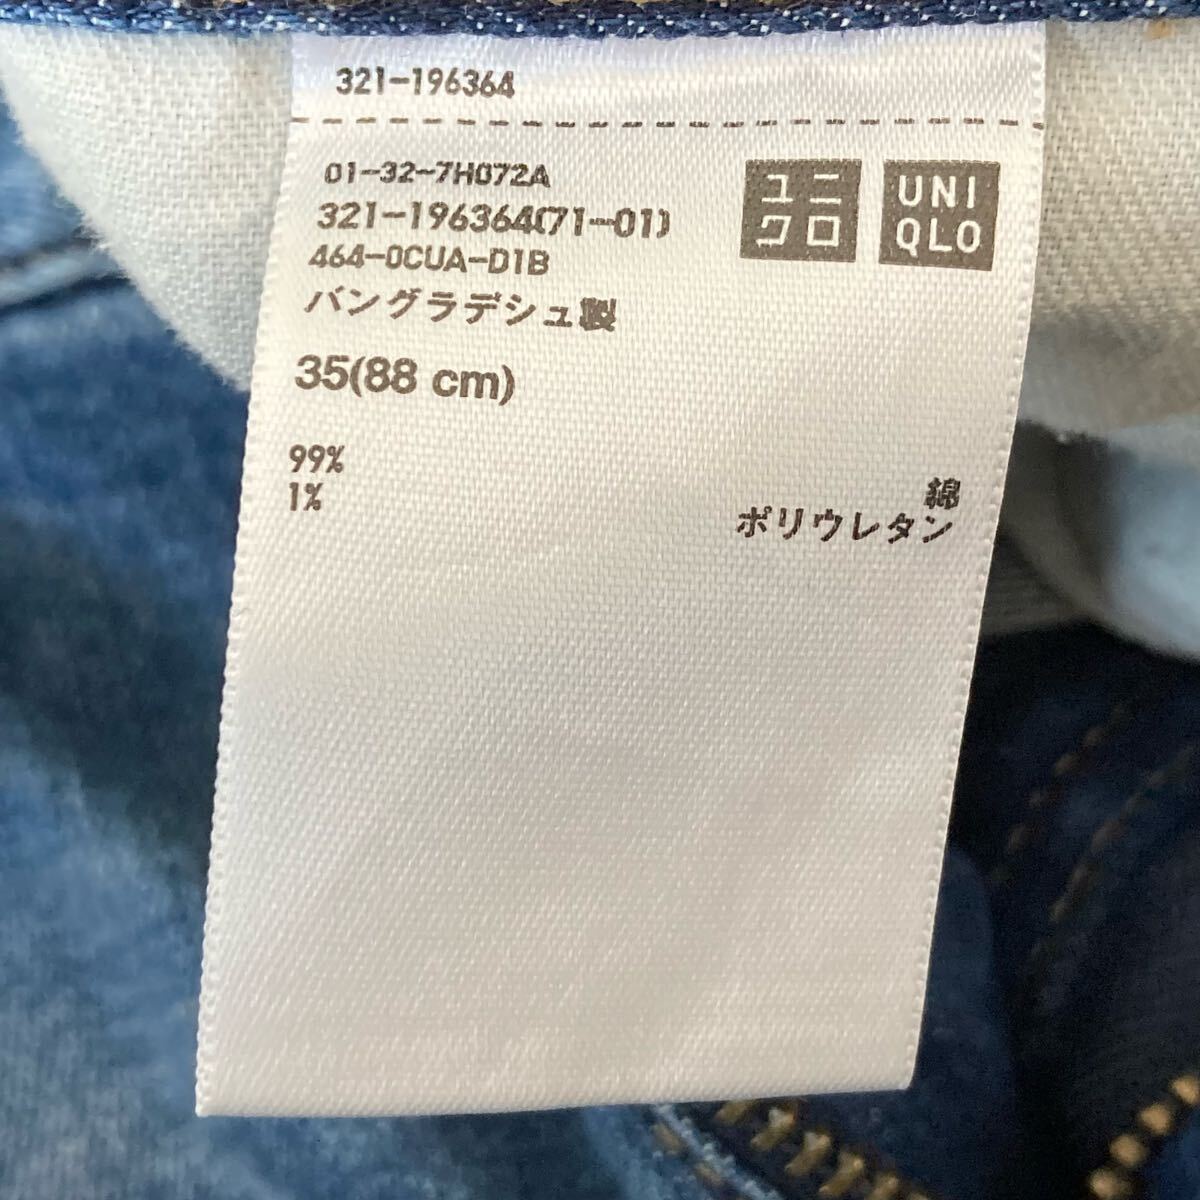 321-196364
01-32-7H072A
321-196364(71-01)
464-0CUA-D1B
バングラデシュ製
35(88 cm)
ユニ
クロ
UNI
QLO
99% 綿
1% ポリウレタン